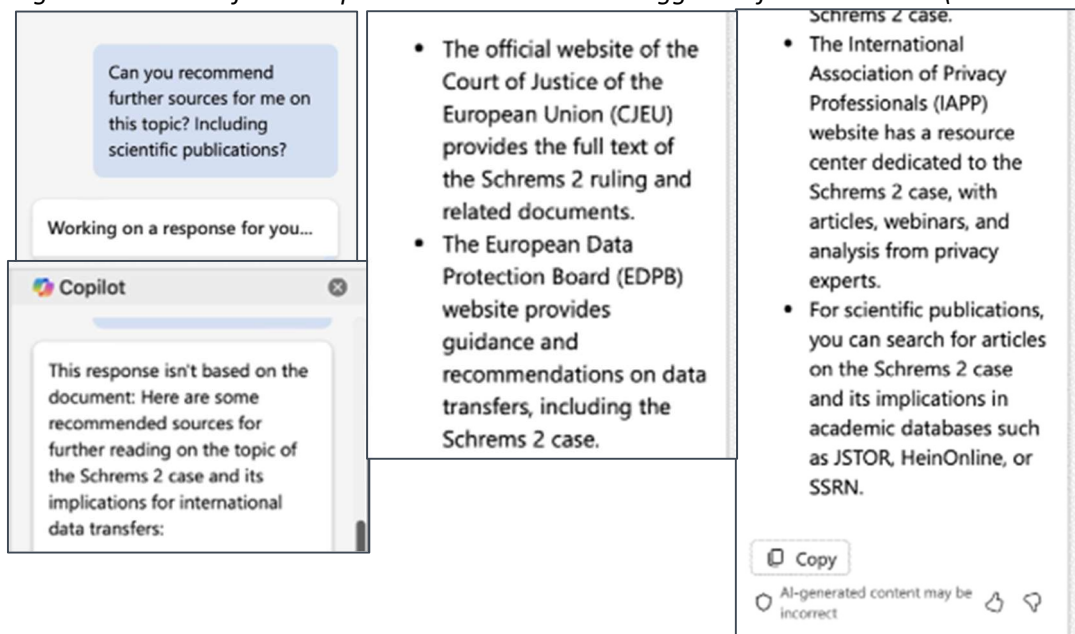 Can you recommend
further sources for me on
this topic? Including
scientific publications?
Working on a response for you...
Copilot
This response isn't based on the
document: Here are some
recommended sources for
further reading on the topic of
the Schrems 2 case and its
implications for international
data transfers:
• The official website of the
Court of Justice of the
European Union (CJEU)
provides the full text of
the Schrems 2 ruling and
related documents.
• The European Data
Protection Board (EDPB)
website provides
guidance and
recommendations on data
transfers, including the
Schrems 2 case.
Schrems 2 case.
• The International
Association of Privacy
Professionals (IAPP)
website has a resource
center dedicated to the
Schrems 2 case, with
articles, webinars, and
analysis from privacy
experts.
• For scientific publications,
you can search for articles
on the Schrems 2 case
and its implications in
academic databases such
as JSTOR, HeinOnline, or
SSRN.
Copy
AI-generated content may be
incorrect